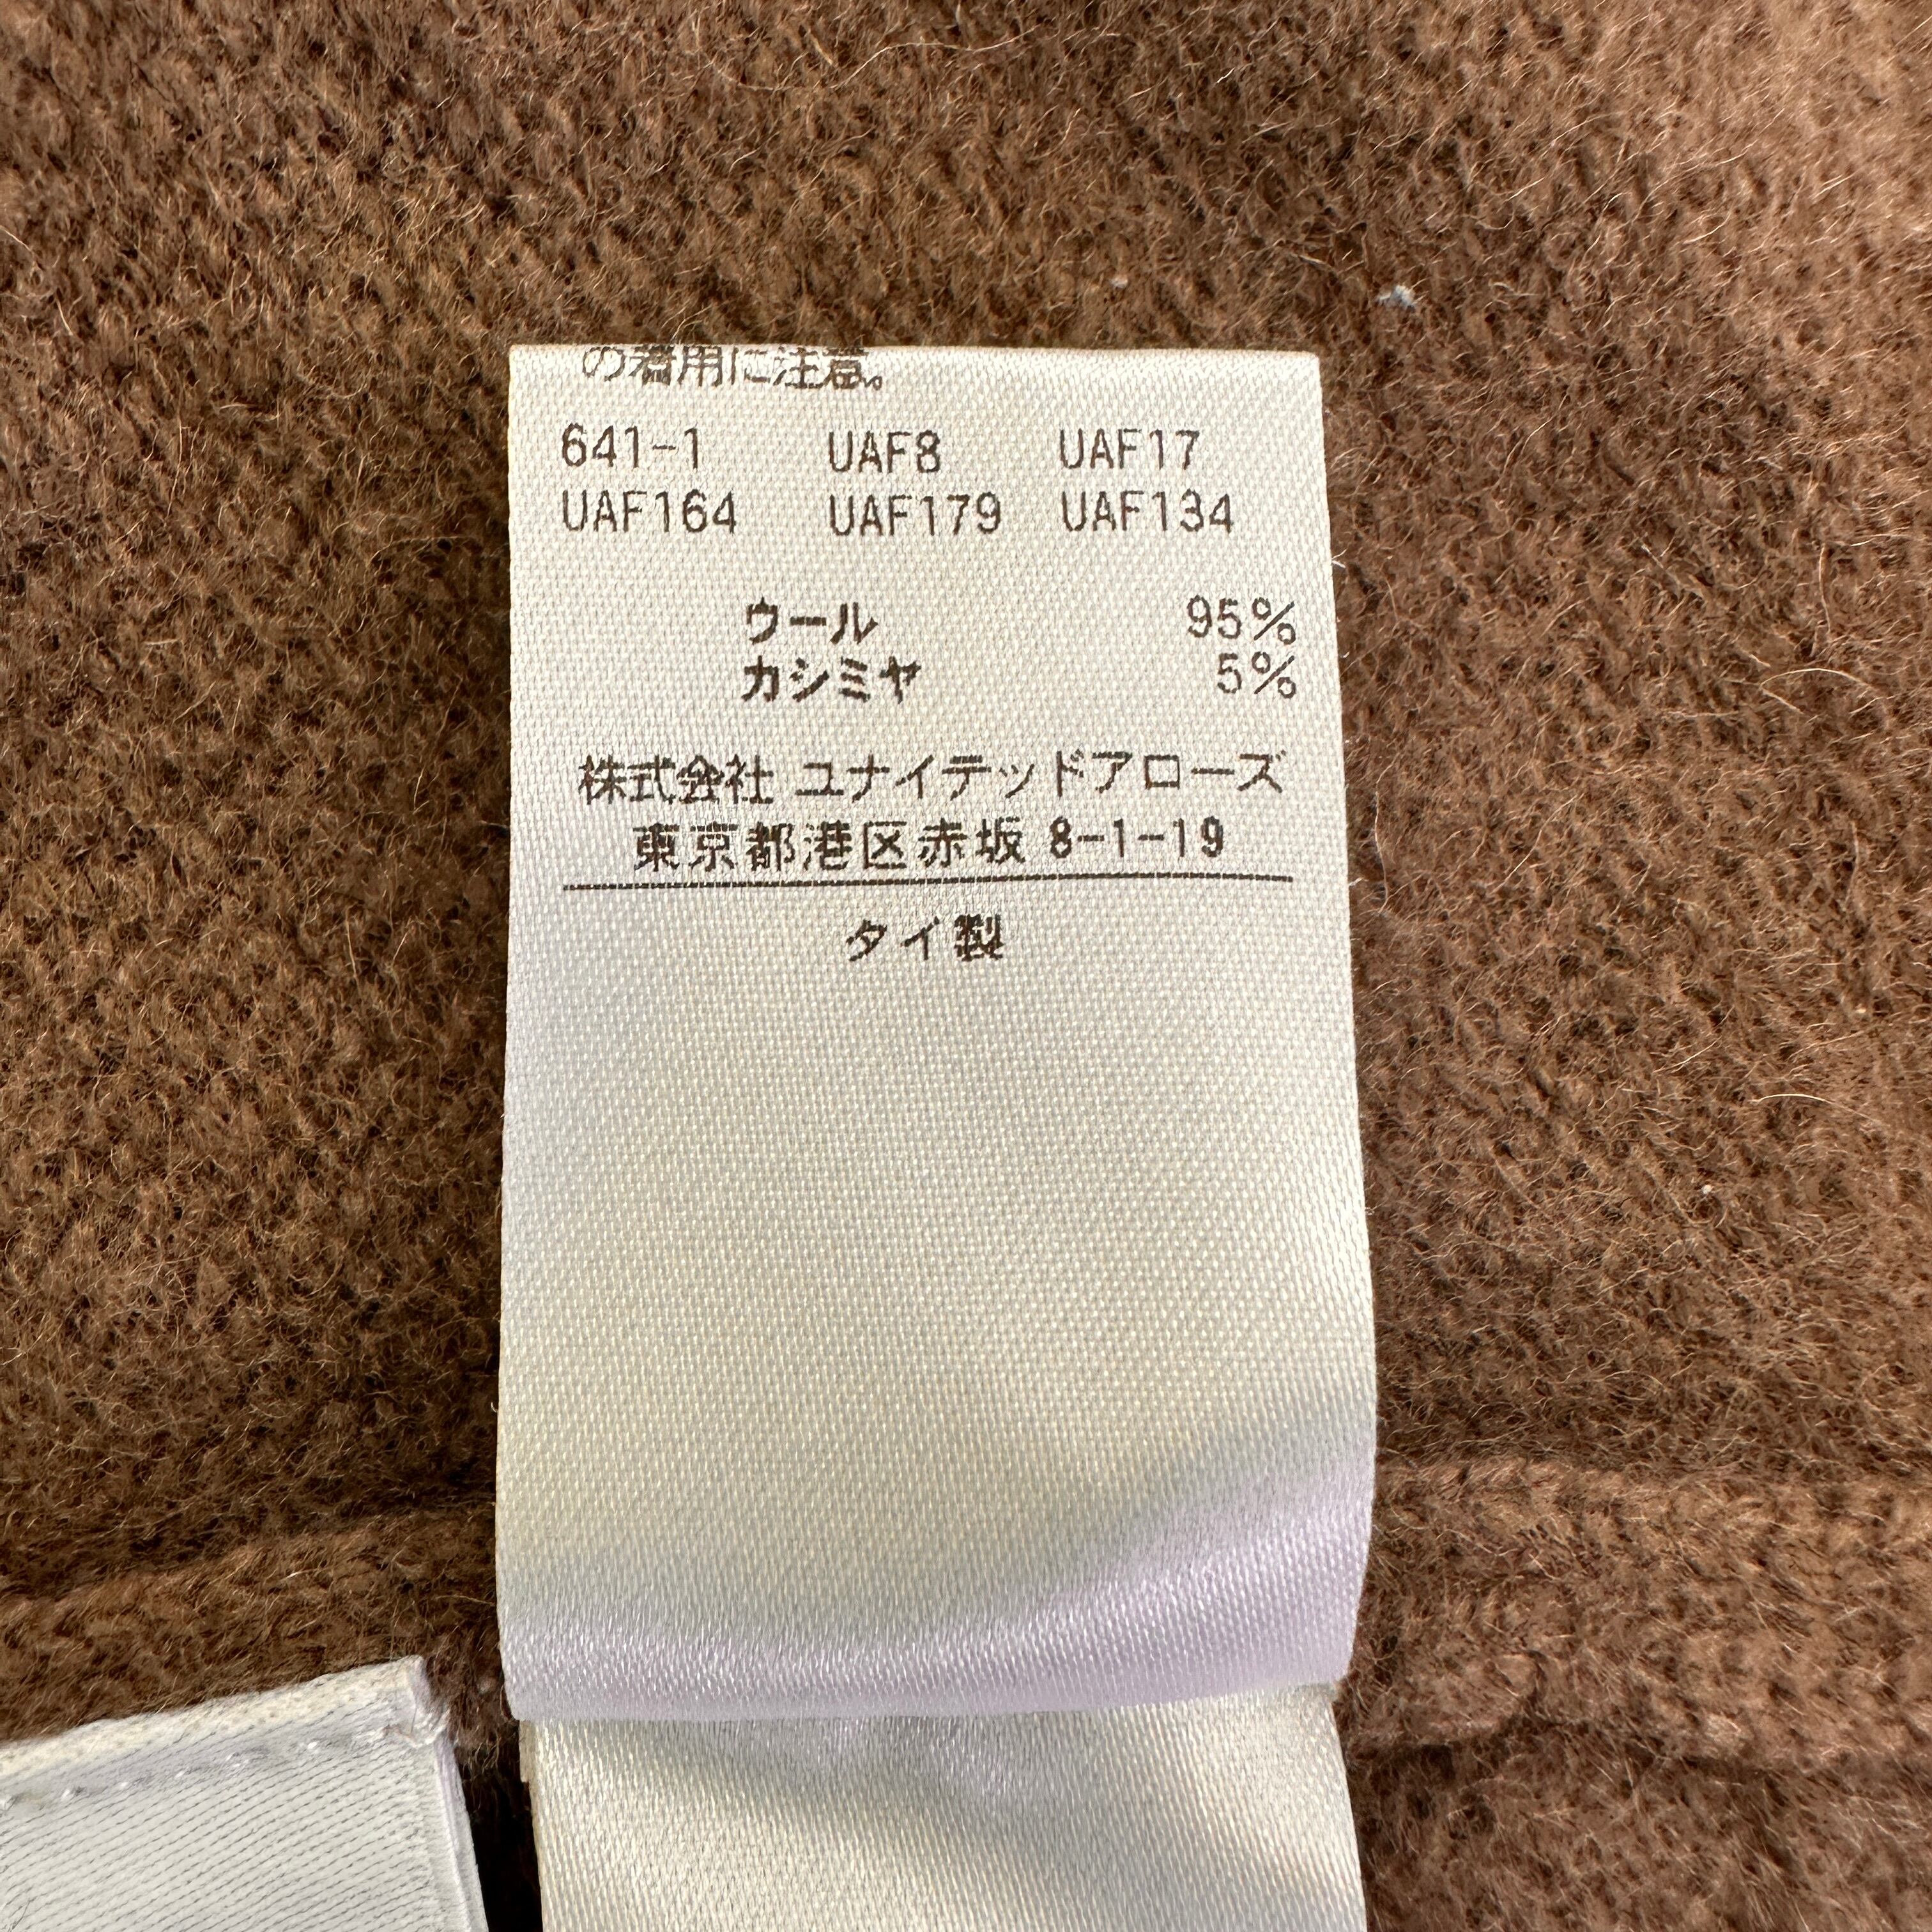 の着用に注意。
641-1 UAF8 UAF17
UAF164 UAF179 UAF134
ウール 95%
カシミヤ 5%
株式会社 ユナイテッドアローズ
東京都港区赤坂 8-1-19
タイ製